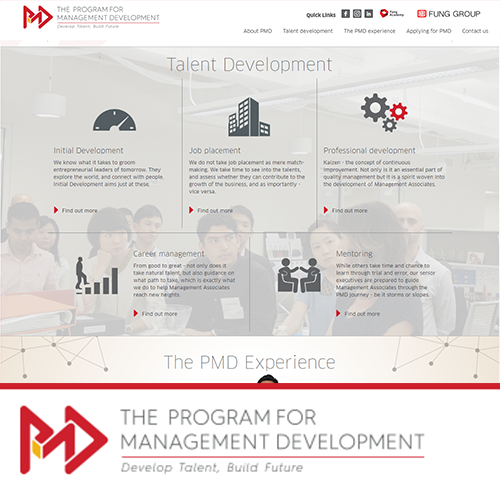 THE PROGRAM FOR
MANAGEMENT DEVELOPMENT
Develop Talent, Build Future
Quick Links
Fung
Academy
FUNG GROUP
About PMD Talent development The PMD experience Applying for PMD Contact us
Talent Development
Initial Development
We know what it takes to groom
entrepreneurial leaders of tomorrow. They
explore the world, and connect with people.
Initial Development aims just at these.
Find out more
Job placement
We do not take job placement as mere match-
making. We take time to see into the talents,
and assess whether they can contribute to the
growth of the business, and as importantly -
vice versa.
Find out more
Professional development
Kaizen - the concept of continuous
improvement. Not only is it an essential part of
quality management but it is a spirit woven into
the development of Management Associates.
Find out more
Career management
From good to great - not only does it
take natural talent, but also guidance on
what path to take, which is exactly what
we do to help Management Associates
reach new heights.
Find out more
Mentoring
While others take time and chance to
learn through trial and error, our senior
executives are prepared to guide
Management Associates through the
PMD journey - be it storms or slopes.
Find out more
The PMD Experience
THE PROGRAM FOR
MANAGEMENT DEVELOPMENT
Develop Talent, Build Future